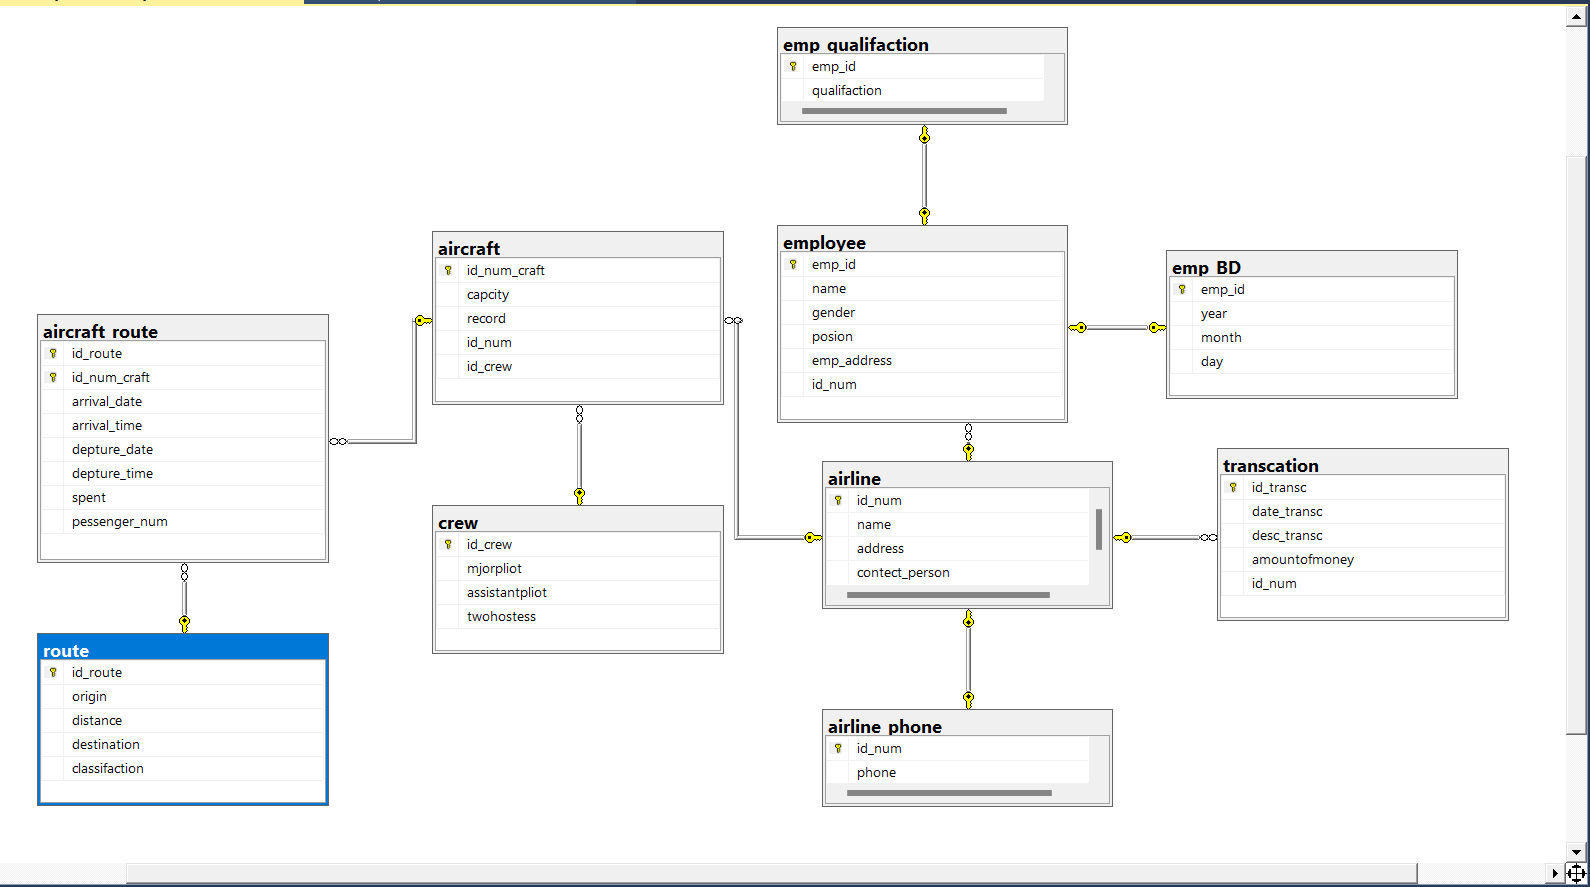 emp_qualifaction
emp_id
qualifaction
employee
emp_id
name
gender
posion
emp_address
id_num
emp_BD
emp_id
year
month
day
aircraft
id_num_craft
capcity
record
id_num
id_crew
aircraft_route
id_route
id_num_craft
arrival_date
arrival_time
depture_date
depture_time
spent
pessenger_num
crew
id_crew
mjorpliot
assistantpliot
twohostess
airline
id_num
name
address
contect_person
transcation
id_transc
date_transc
desc_transc
amountofmoney
id_num
route
id_route
origin
distance
destination
classifaction
airline_phone
id_num
phone